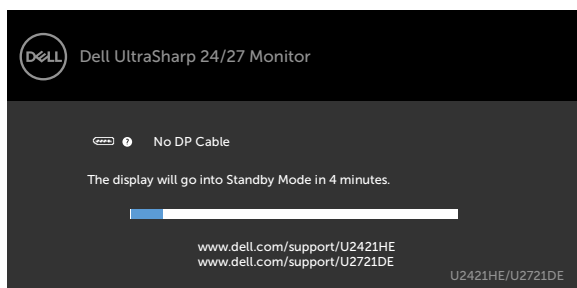 DELL
Dell UltraSharp 24/27 Monitor
? No DP Cable
The display will go into Standby Mode in 4 minutes.
www.dell.com/support/U2421HE
www.dell.com/support/U2721DE
U2421HE/U2721DE